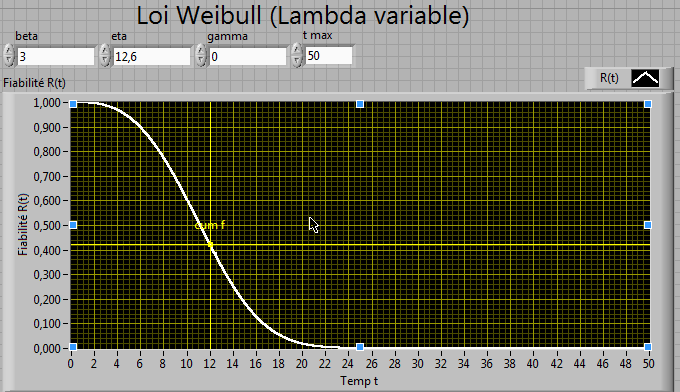 Loi Weibull (Lambda variable)
beta eta gamma t max
3 12,6 0 50
Fiabilité R(t) R(t)
1,000
0,900
0,800
0,700
0,600
0,500
0,400
0,300
0,200
0,100
0,000
Fiabilité R(t)
cum f
0 2 4 6 8 10 12 14 16 18 20 22 24 26 28 30 32 34 36 38 40 42 44 46 48 50
Temp t